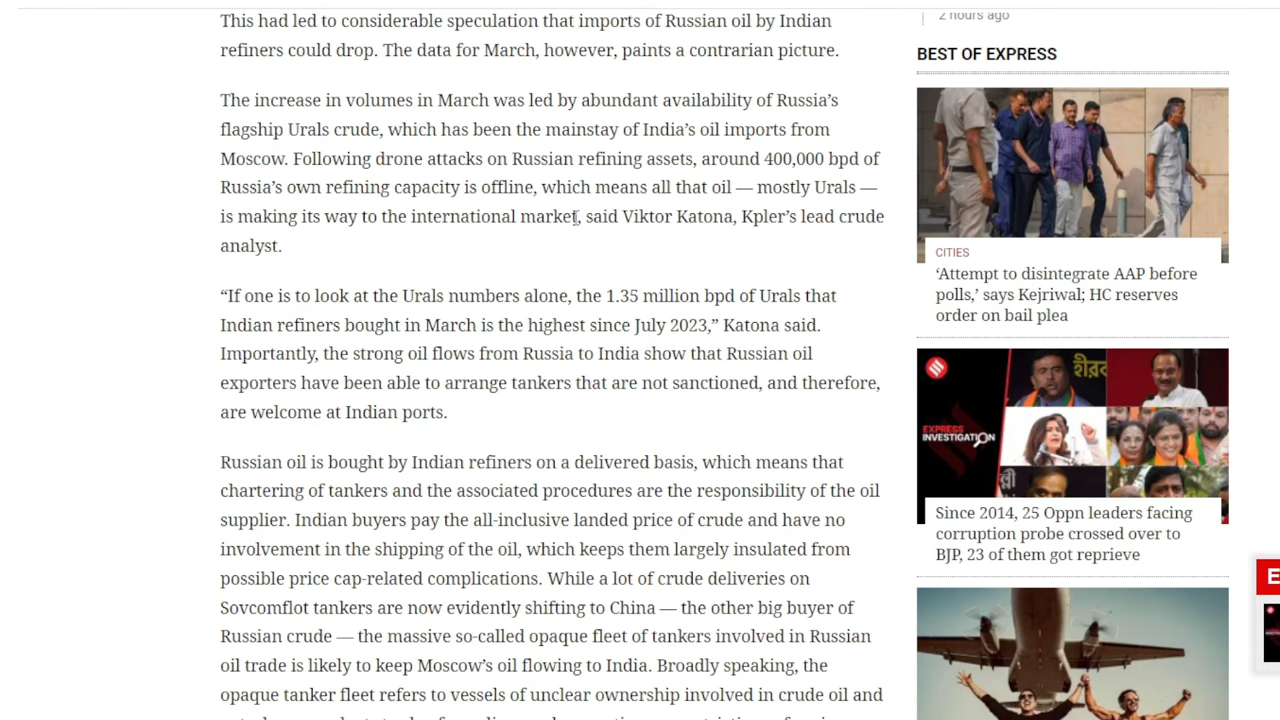 This had led to considerable speculation that imports of Russian oil by Indian
refiners could drop. The data for March, however, paints a contrarian picture.
The increase in volumes in March was led by abundant availability of Russia’s
flagship Urals crude, which has been the mainstay of India’s oil imports from
Moscow. Following drone attacks on Russian refining assets, around 400,000 bpd of
Russia’s own refining capacity is offline, which means all that oil — mostly Urals —
is making its way to the international market, said Viktor Katona, Kpler’s lead crude
analyst.
“If one is to look at the Urals numbers alone, the 1.35 million bpd of Urals that
Indian refiners bought in March is the highest since July 2023,” Katona said.
Importantly, the strong oil flows from Russia to India show that Russian oil
exporters have been able to arrange tankers that are not sanctioned, and therefore,
are welcome at Indian ports.
Russian oil is bought by Indian refiners on a delivered basis, which means that
chartering of tankers and the associated procedures are the responsibility of the oil
supplier. Indian buyers pay the all-inclusive landed price of crude and have no
involvement in the shipping of the oil, which keeps them largely insulated from
possible price cap-related complications. While a lot of crude deliveries on
Sovcomflot tankers are now evidently shifting to China — the other big buyer of
Russian crude — the massive so-called opaque fleet of tankers involved in Russian
oil trade is likely to keep Moscow’s oil flowing to India. Broadly speaking, the
opaque tanker fleet refers to vessels of unclear ownership involved in crude oil and
2 hours ago
BEST OF EXPRESS
CITIES
‘Attempt to disintegrate AAP before
polls,’ says Kejriwal; HC reserves
order on bail plea
EXPRESS
INVESTIGATION
Since 2014, 25 Oppn leaders facing
corruption probe crossed over to
BJP, 23 of them got reprieve
E